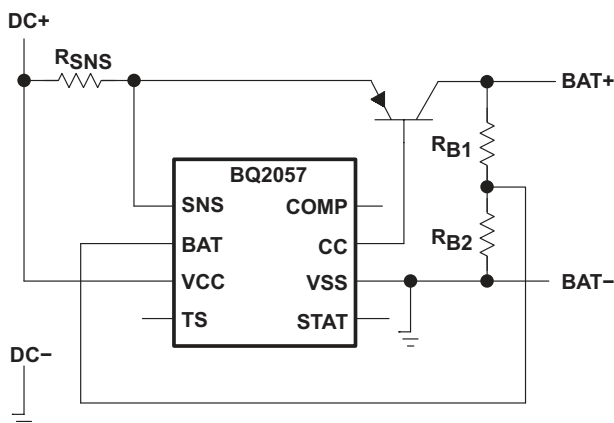 DC+
RSNS
BAT+
RB1
BQ2057
SNS
COMP
BAT
CC
RB2
VCC
VSS
BAT−
TS
STAT
DC−